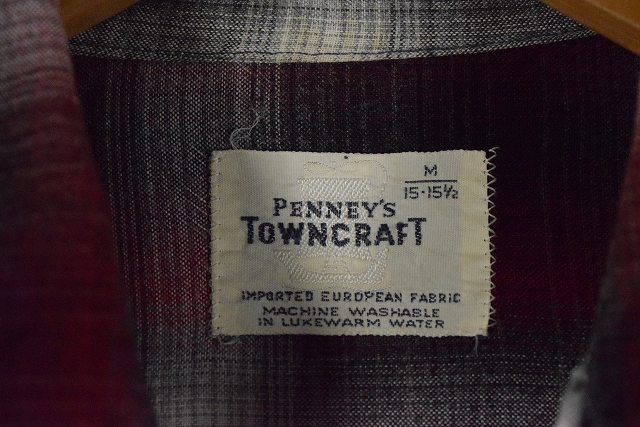 M
15-15½
PENNEY'S
TOWNCRAFT
IMPORTED EUROPEAN FABRIC
MACHINE WASHABLE
IN LUKEWARM WATER